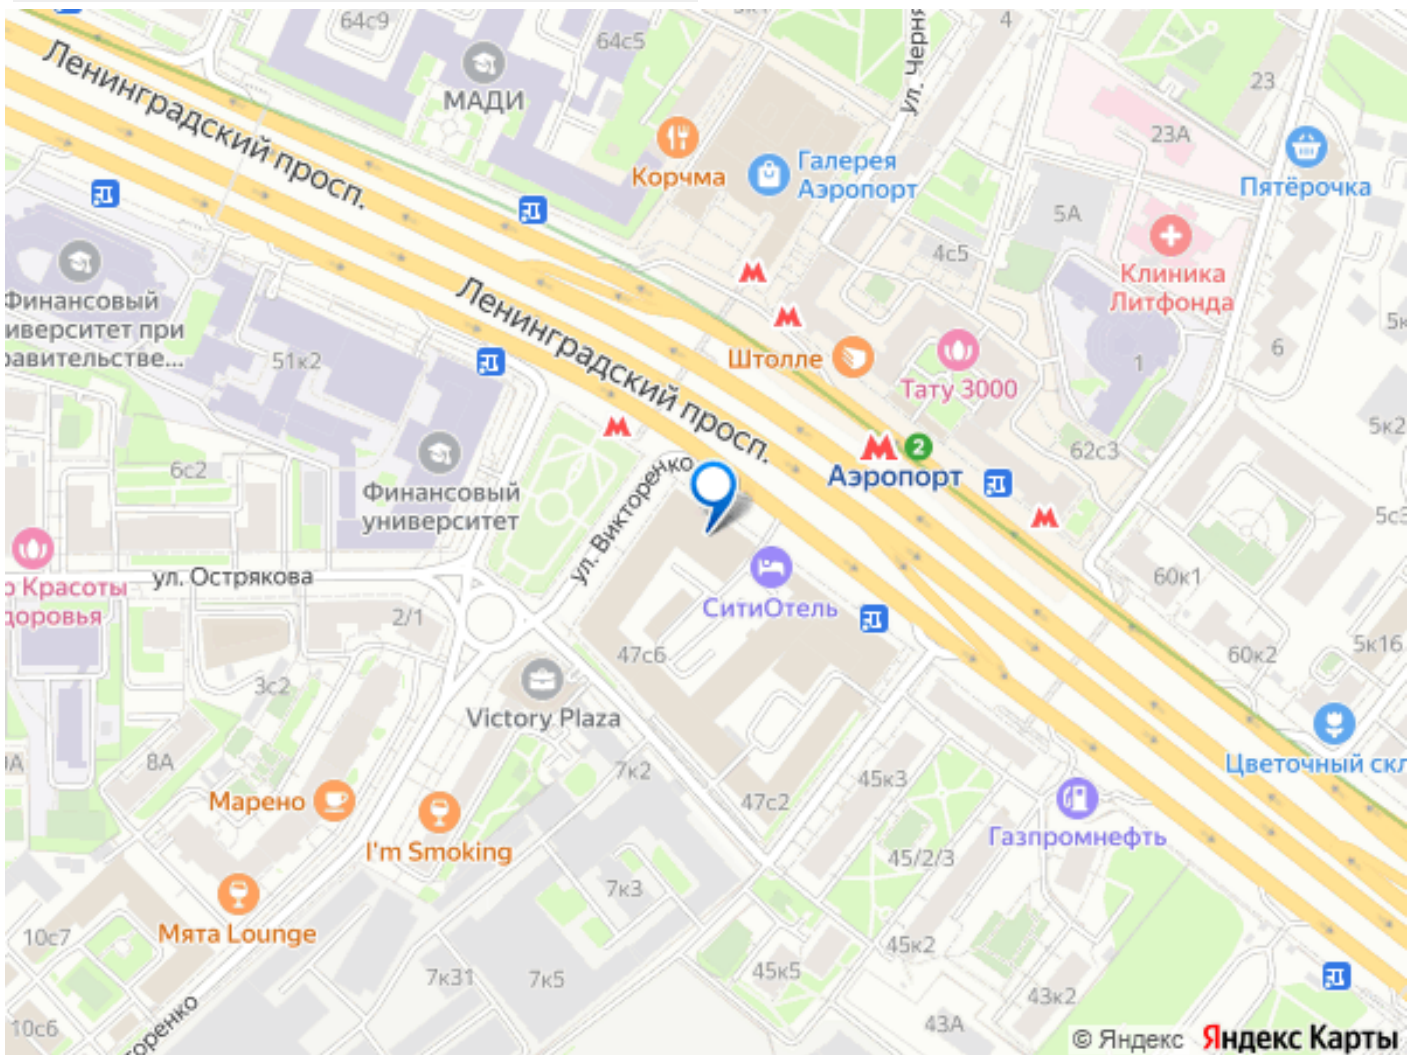 64с9
64с5
4
Ленинградский просп.
МАДИ
ул. Черня
23
23А
Корчма
Галерея
Аэропорт
Пятёрочка
5А
4с5
Клиника
Литфонда
Финансовый
иверситет при
равительстве...
51к2
Ленинградский просп.
Штолле
Тату 3000
1
6
5к2
2
Аэропорт
62с3
6с2
Финансовый
университет
ул. Викторенко
60к1
о Красоты
доровья
ул. Острякова
2/1
СитиОтель
47с6
60к2
5к16
3с2
Victory Plaza
8А
7к2
47с2
45к3
Цветочный скл
Марено
I'm Smoking
Газпромнефть
45/2/3
7к3
Мята Lounge
10с7
45к2
7к31
7к5
45к5
43к2
43А
10с6
оренко
© Яндекс Яндекс Карты